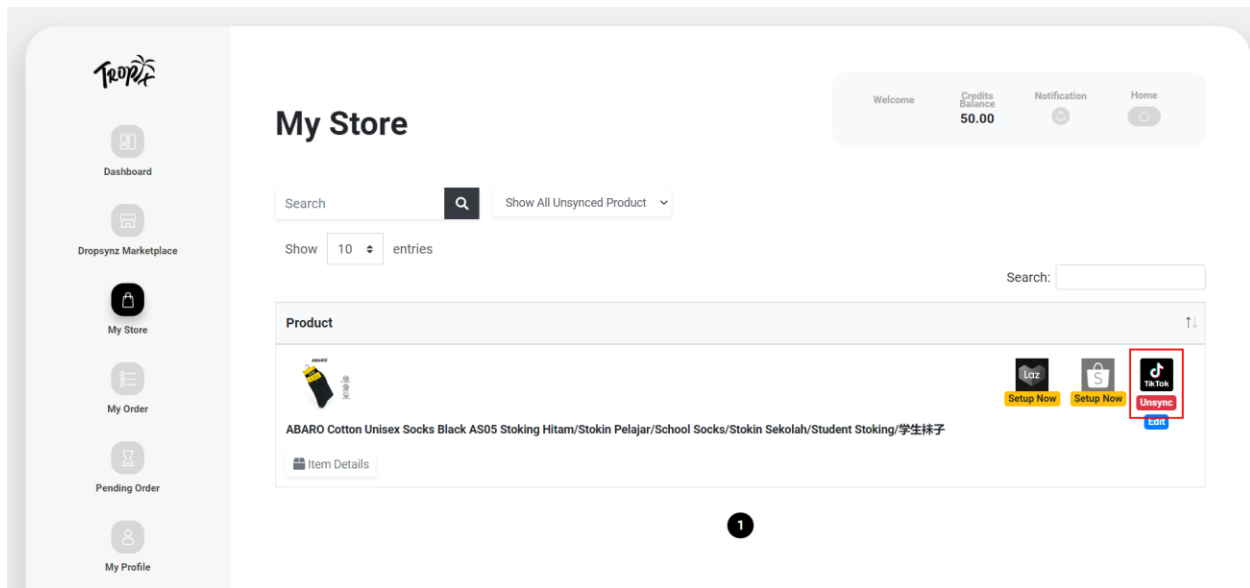 TROPIX
Welcome
Credits
Balance
50.00
Notification
Home
My Store
Dashboard
Dropsynz Marketplace
My Store
My Order
Pending Order
My Profile
Search
Show All Unsynced Product
Show 10 entries
Search:
Product
ABARO
Laz
Setup Now
S
Setup Now
TikTok
Unsync
Edit
ABARO Cotton Unisex Socks Black AS05 Stoking Hitam/Stokin Pelajar/School Socks/Stokin Sekolah/Student Stoking/学生袜子
Item Details
1